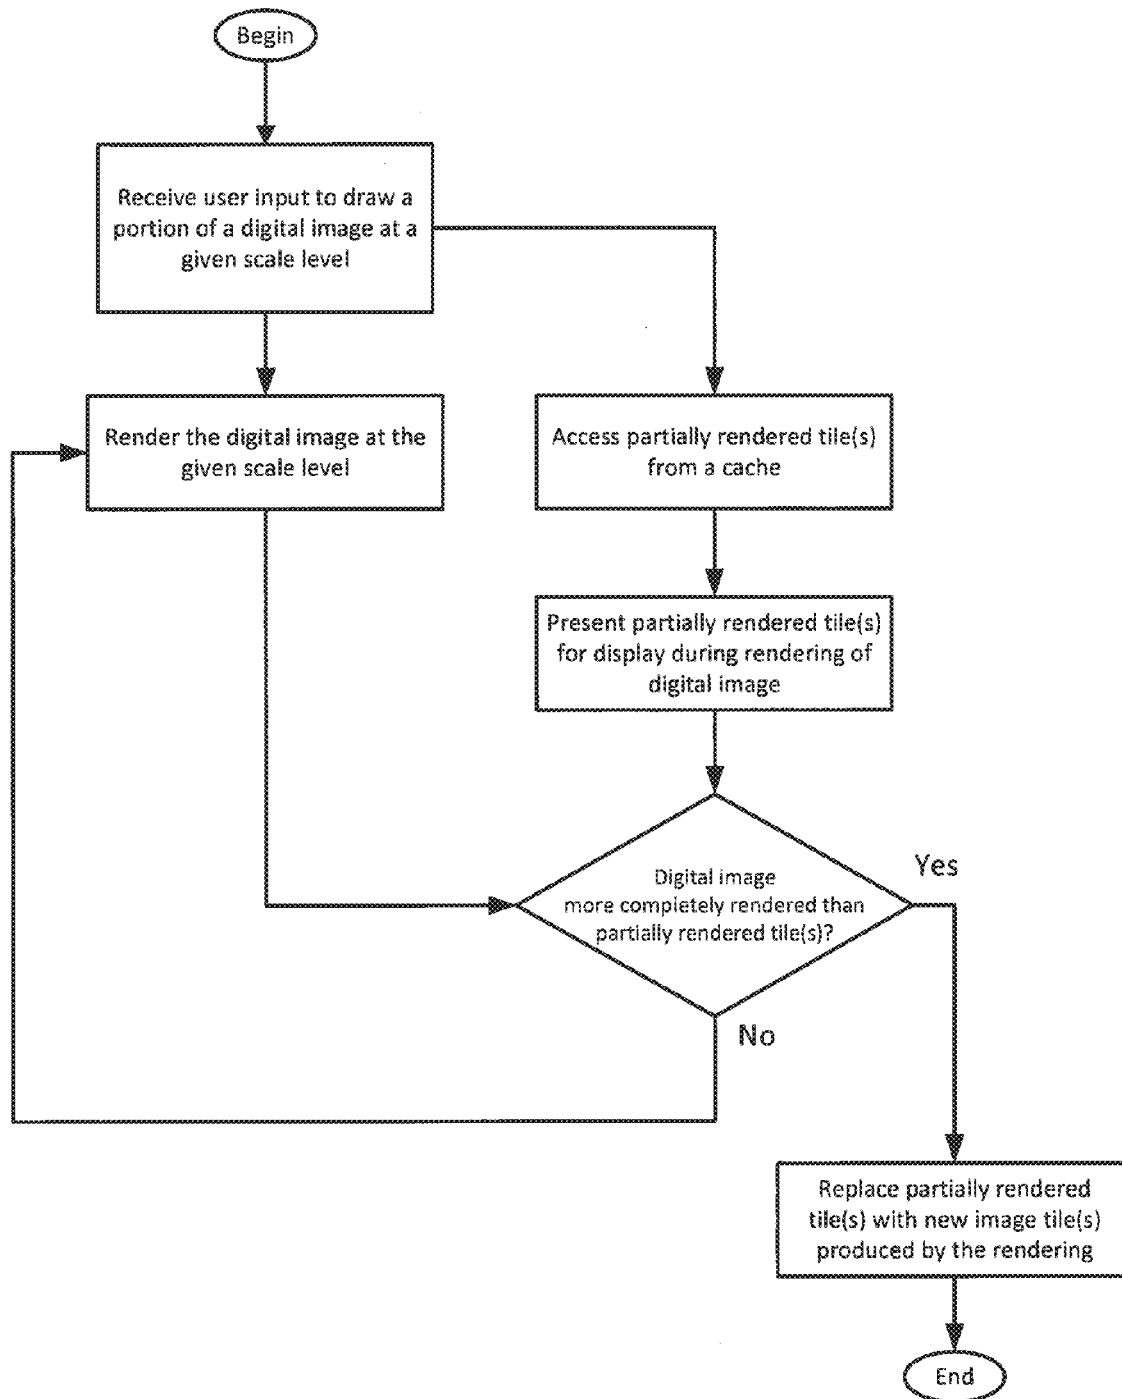 Begin
Receive user input to draw a
portion of a digital image at a
given scale level
Render the digital image at the
given scale level
Access partially rendered tile(s)
from a cache
Present partially rendered tile(s)
for display during rendering of
digital image
Digital image
more completely rendered than
partially rendered tile(s)?
Yes
No
Replace partially rendered
tile(s) with new image tile(s)
produced by the rendering
End